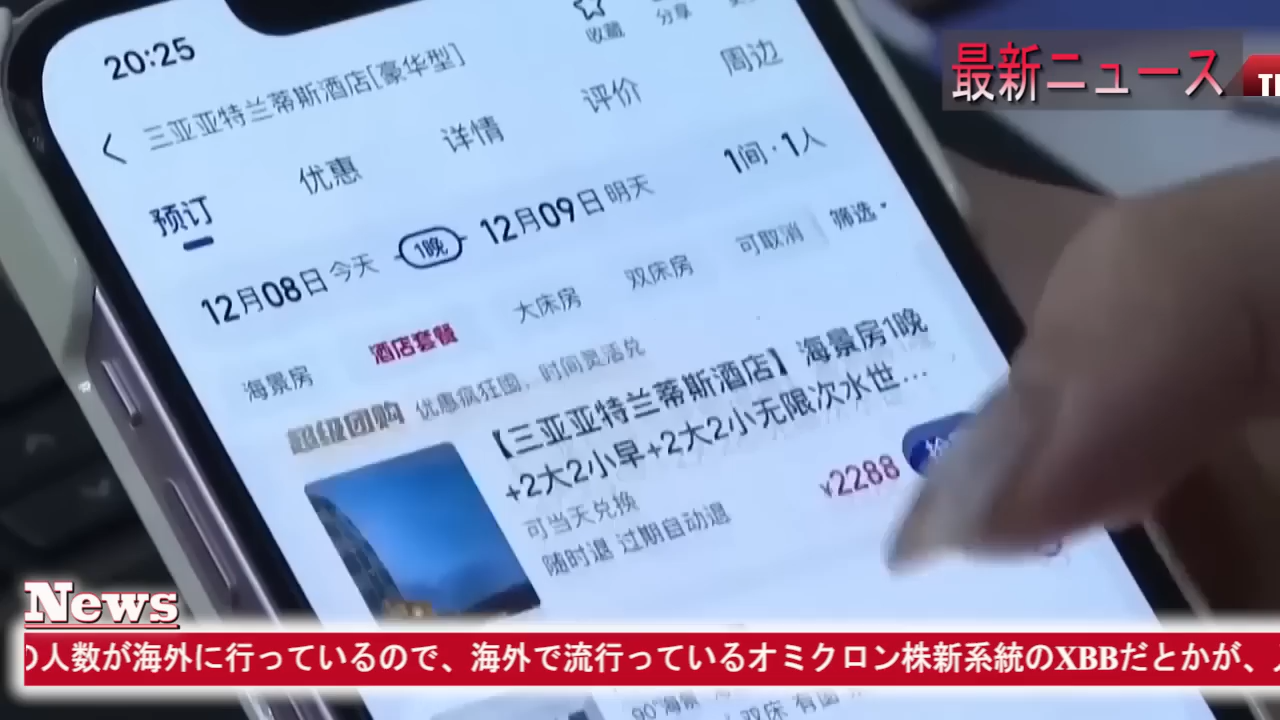 20:25
收藏
分享
三亚亚特兰蒂斯酒店[豪华型]
预订
优惠
详情
评价
周边
12月08日今天
1晚
12月09日明天
1间·1人
海景房
酒店套餐
大床房
双床房
可取消
筛选
超级团购
优惠疯狂囤，时间灵活兑
【三亚亚特兰蒂斯酒店】海景房1晚
+2大2小早+2大2小无限次水世...
可当天兑换
¥2288
随时退 过期自动退
最新ニュース
News
人数が海外に行っているので、海外で流行っているオミクロン株新系統のXBBだとかが、